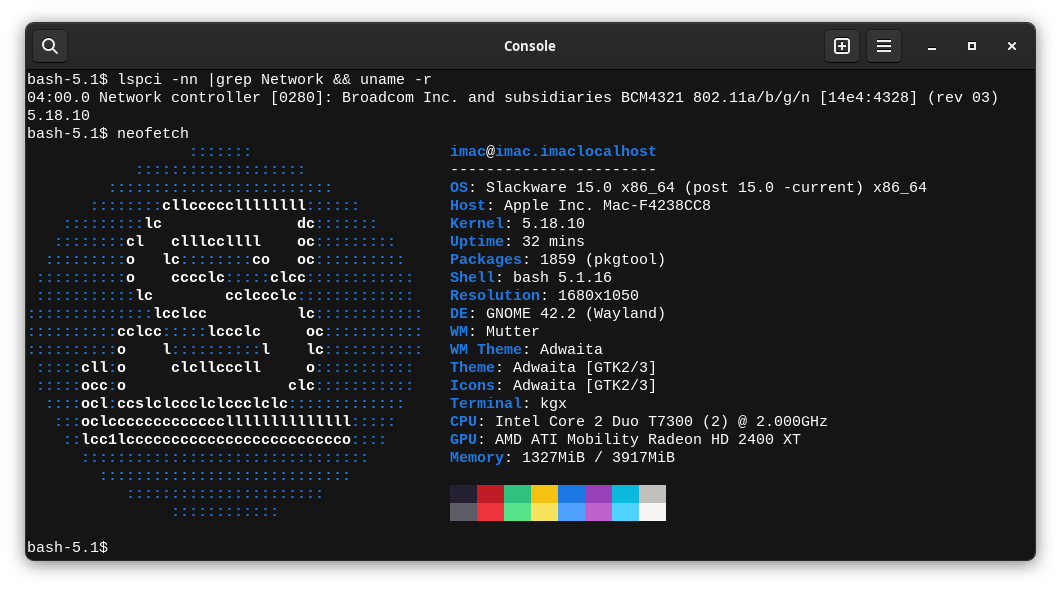 Console
bash-5.1$ lspci -nn |grep Network && uname -r
04:00.0 Network controller [0280]: Broadcom Inc. and subsidiaries BCM4321 802.11a/b/g/n [14e4:4328] (rev 03)
5.18.10
bash-5.1$ neofetch
::::::: imac@imac.imaclocalhost
::::::::::::::::::: -----------------------
::::::::::::::::::::::::: OS: Slackware 15.0 x86_64 (post 15.0 -current) x86_64
::::::::cllcccccllllllll:::::: Host: Apple Inc. Mac-F4238CC8
:::::::::lc               dc::::::: Kernel: 5.18.10
::::::::cl   clllccllll    oc::::::::: Uptime: 32 mins
:::::::::o   lc::::::::co   oc:::::::::: Packages: 1859 (pkgtool)
::::::::::o    cccclc:::::clcc:::::::::::: Shell: bash 5.1.16
:::::::::::lc        cclccclc::::::::::::: Resolution: 1680x1050
::::::::::::::lcclcc          lc:::::::::::: DE: GNOME 42.2 (Wayland)
::::::::::cclcc:::::lccclc     oc::::::::::: WM: Mutter
::::::::::o    l::::::::::l    lc::::::::::: WM Theme: Adwaita
:::::cll:o     clcllcccll     o::::::::::: Theme: Adwaita [GTK2/3]
:::::occ:o                  clc::::::::::: Icons: Adwaita [GTK2/3]
::::ocl:ccslclccclclccclclc::::::::::::: Terminal: kgx
:::oclcccccccccccccllllllllllllll::::: CPU: Intel Core 2 Duo T7300 (2) @ 2.000GHz
::lcc1lcccccccccccccccccccccccco:::: GPU: AMD ATI Mobility Radeon HD 2400 XT
:::::::::::::::::::::::::::::::: Memory: 1327MiB / 3917MiB
::::::::::::::::::::::::::::
::::::::::::::::::::::
::::::::::::
bash-5.1$